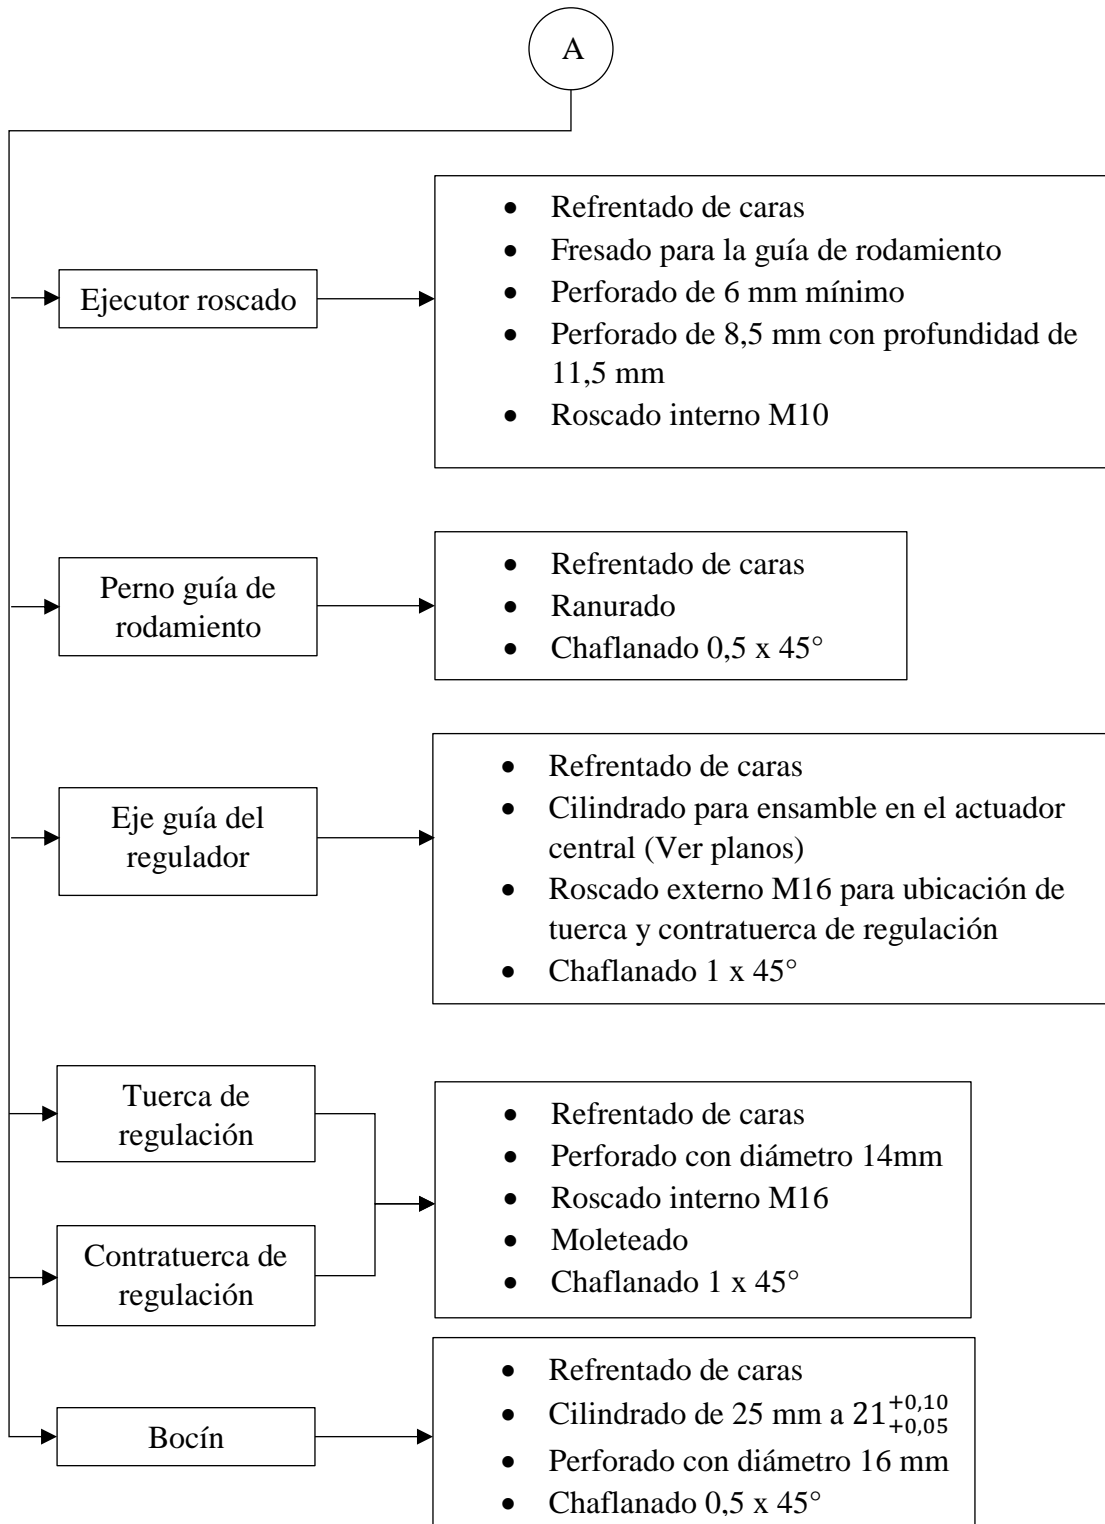 A
Ejecutor roscado
• Refrentado de caras
• Fresado para la guía de rodamiento
• Perforado de 6 mm mínimo
• Perforado de 8,5 mm con profundidad de
11,5 mm
• Roscado interno M10
Perno guía de
rodamiento
• Refrentado de caras
• Ranurado
• Chaflanado 0,5 x 45°
Eje guía del
regulador
• Refrentado de caras
• Cilindrado para ensamble en el actuador
central (Ver planos)
• Roscado externo M16 para ubicación de
tuerca y contratuerca de regulación
• Chaflanado 1 x 45°
Tuerca de
regulación
Contratuerca de
regulación
• Refrentado de caras
• Perforado con diámetro 14mm
• Roscado interno M16
• Moleteado
• Chaflanado 1 x 45°
Bocín
• Refrentado de caras
• Cilindrado de 25 mm a 21 +0,10 +0,05
• Perforado con diámetro 16 mm
• Chaflanado 0,5 x 45°